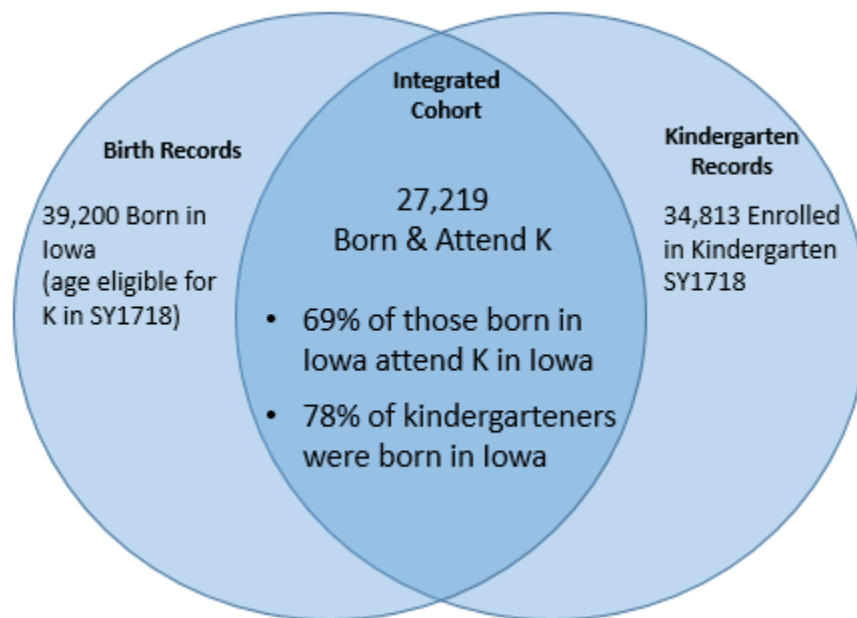 Birth Records
39,200 Born in
Iowa
(age eligible for
K in SY1718)
Integrated
Cohort
27,219
Born & Attend K
• 69% of those born in
Iowa attend K in Iowa
• 78% of kindergarteners
were born in Iowa
Kindergarten
Records
34,813 Enrolled
in Kindergarten
SY1718